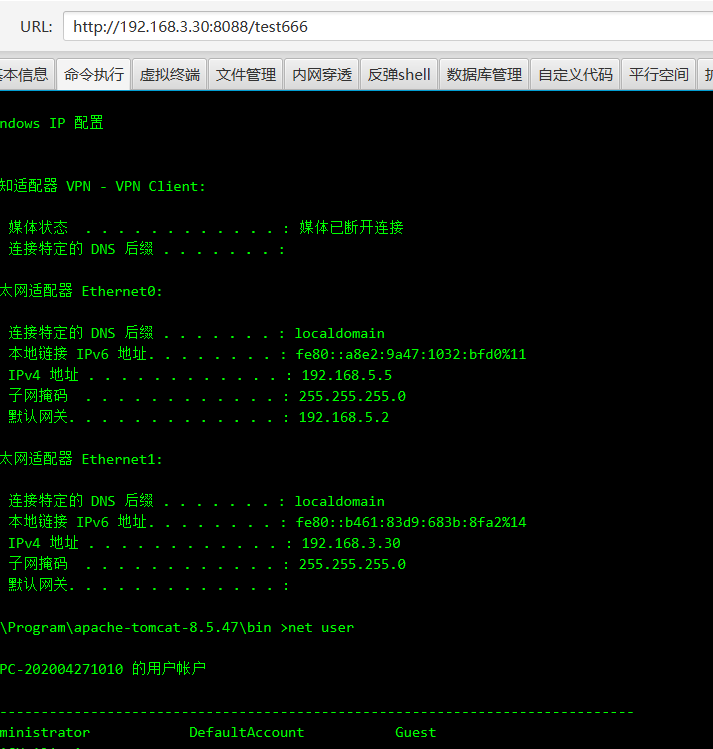 URL: http://192.168.3.30:8088/test666
基本信息 命令执行 虚拟终端 文件管理 内网穿透 反弹shell 数据库管理 自定义代码 平行空间
ndows IP 配置
知适配器 VPN - VPN Client:
媒体状态 . . . . . . . . . . . . : 媒体已断开连接
连接特定的 DNS 后缀 . . . . . . . :
太网适配器 Ethernet0:
连接特定的 DNS 后缀 . . . . . . . : localdomain
本地链接 IPv6 地址. . . . . . . . : fe80::a8e2:9a47:1032:bfd0%11
IPv4 地址 . . . . . . . . . . . . : 192.168.5.5
子网掩码 . . . . . . . . . . . . : 255.255.255.0
默认网关. . . . . . . . . . . . . : 192.168.5.2
太网适配器 Ethernet1:
连接特定的 DNS 后缀 . . . . . . . : localdomain
本地链接 IPv6 地址. . . . . . . . : fe80::b461:83d9:683b:8fa2%14
IPv4 地址 . . . . . . . . . . . . : 192.168.3.30
子网掩码 . . . . . . . . . . . . : 255.255.255.0
默认网关. . . . . . . . . . . . . :
\Program\apache-tomcat-8.5.47\bin >net user
PC-202004271010 的用户帐户
-------------------------------------------------------------------------------
ministrator DefaultAccount Guest